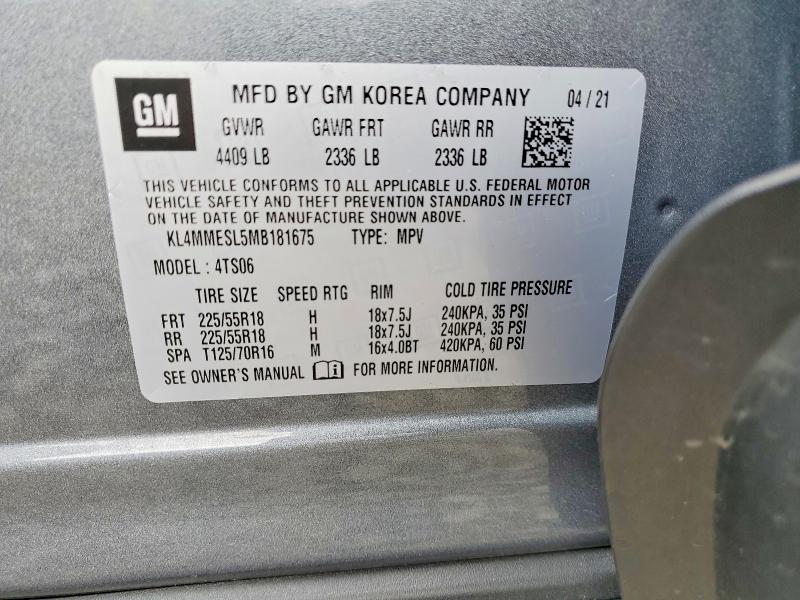 GM MFD BY GM KOREA COMPANY 04 / 21
GVWR GAWR FRT GAWR RR
4409 LB 2336 LB 2336 LB
THIS VEHICLE CONFORMS TO ALL APPLICABLE U.S. FEDERAL MOTOR
VEHICLE SAFETY AND THEFT PREVENTION STANDARDS IN EFFECT
ON THE DATE OF MANUFACTURE SHOWN ABOVE.
KL4MMESL5MB181675 TYPE: MPV
MODEL : 4TS06
TIRE SIZE SPEED RTG RIM COLD TIRE PRESSURE
FRT 225/55R18 H 18x7.5J 240KPA, 35 PSI
RR 225/55R18 H 18x7.5J 240KPA, 35 PSI
SPA T125/70R16 M 16x4.0BT 420KPA, 60 PSI
SEE OWNER'S MANUAL FOR MORE INFORMATION.